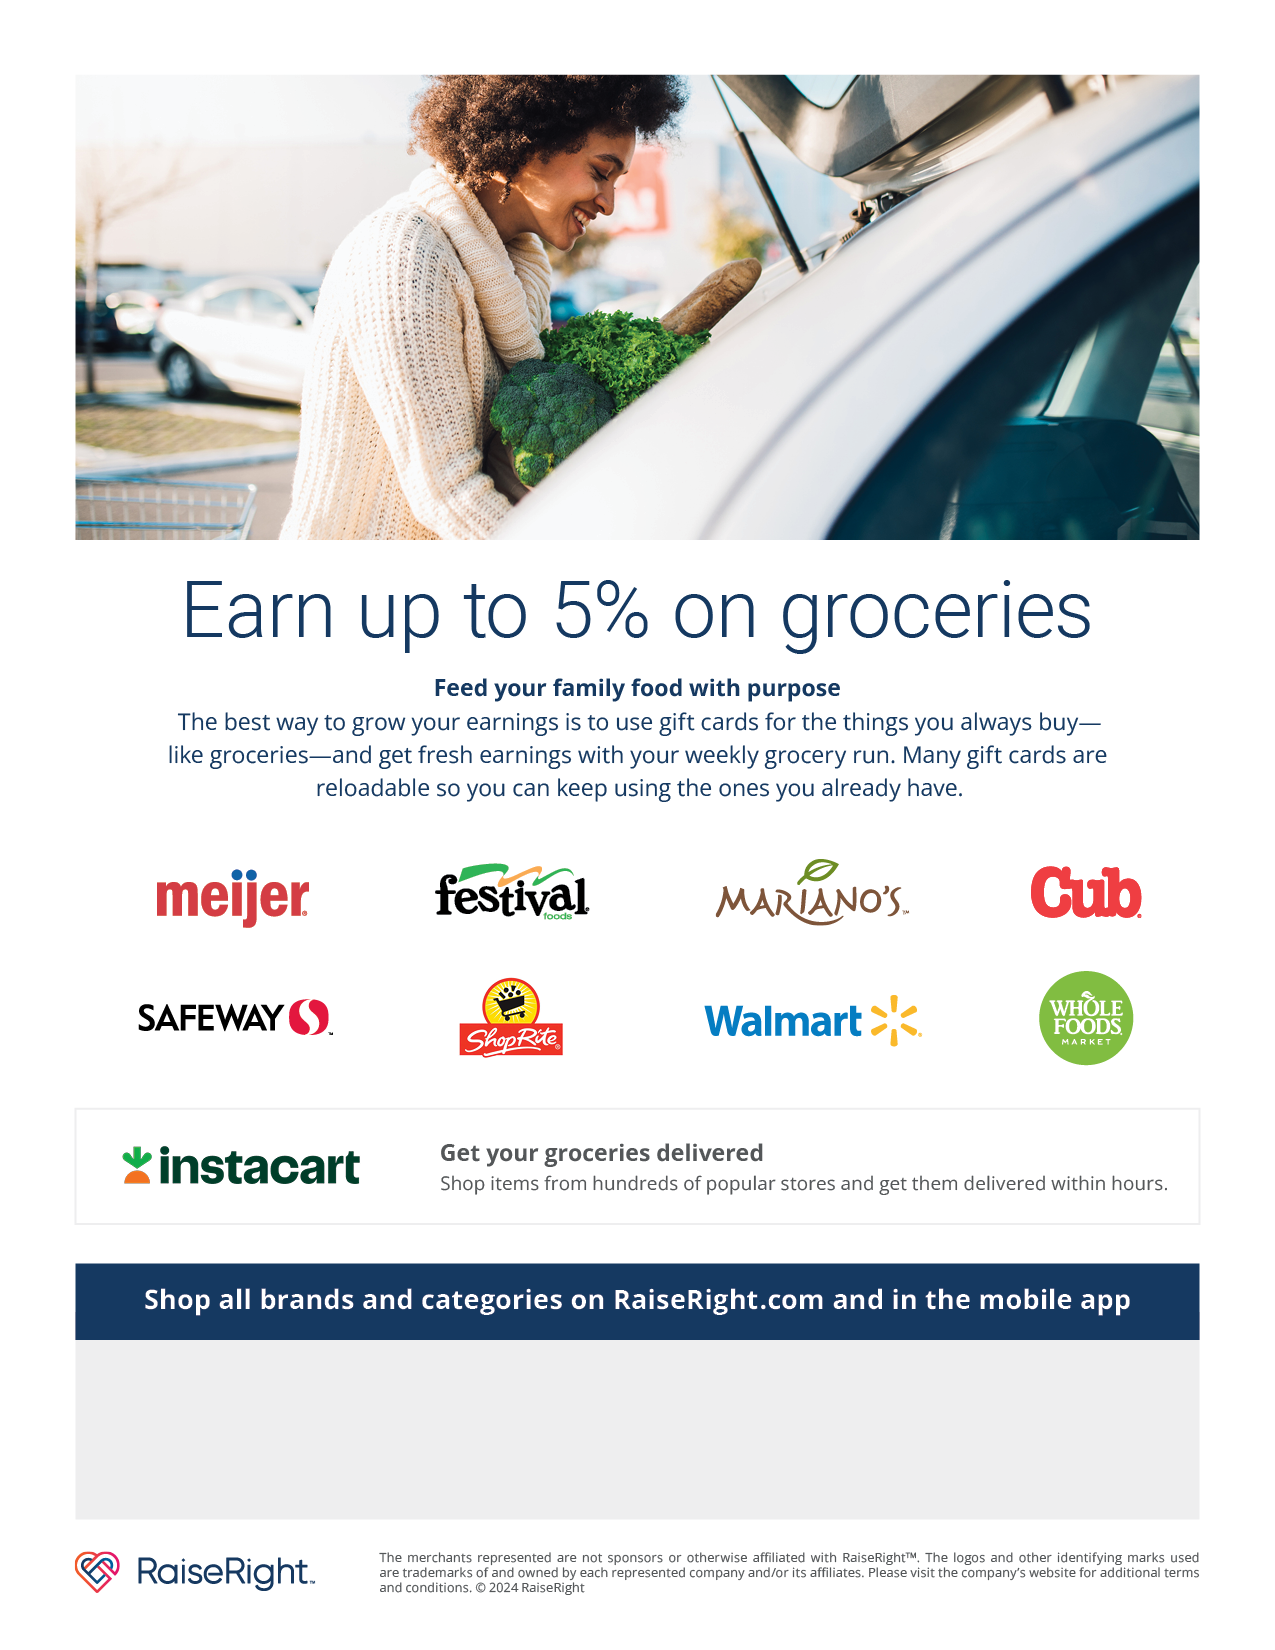 Earn up to 5% on groceries
Feed your family food with purpose
The best way to grow your earnings is to use gift cards for the things you always buy—
like groceries—and get fresh earnings with your weekly grocery run. Many gift cards are
reloadable so you can keep using the ones you already have.
meijer®
festival®
foods
MARIANO'S™
Cub®
SAFEWAY™
ShopRite®
Walmart®
WHOLE
FOODS®
MARKET
instacart
Get your groceries delivered
Shop items from hundreds of popular stores and get them delivered within hours.
Shop all brands and categories on RaiseRight.com and in the mobile app
RaiseRight™
The merchants represented are not sponsors or otherwise affiliated with RaiseRight™. The logos and other identifying marks used
are trademarks of and owned by each represented company and/or its affiliates. Please visit the company's website for additional terms
and conditions. © 2024 RaiseRight